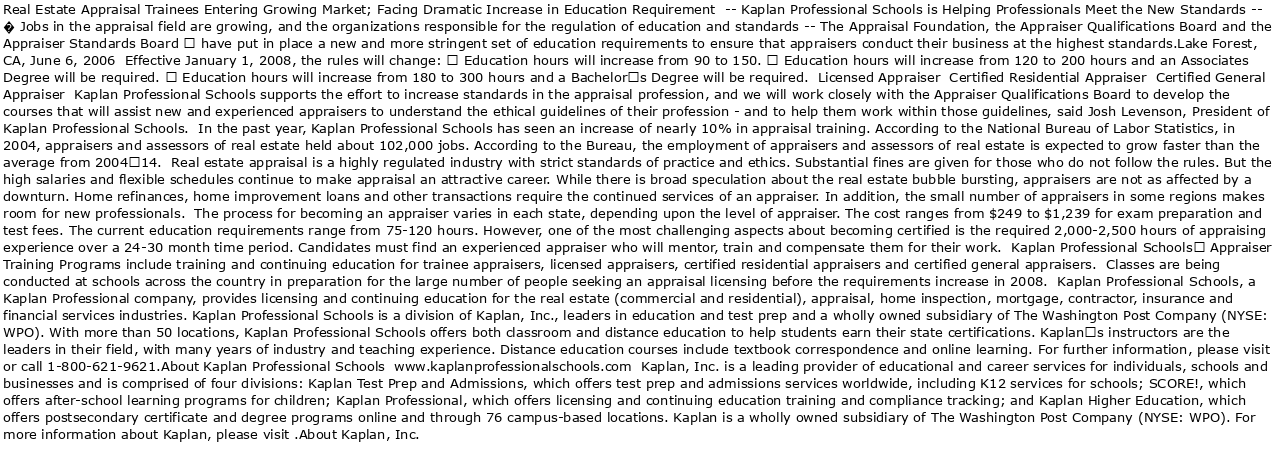 Real Estate Appraisal Trainees Entering Growing Market; Facing Dramatic Increase in Education Requirement  -- Kaplan Professional Schools is Helping Professionals Meet the New Standards --
� Jobs in the appraisal field are growing, and the organizations responsible for the regulation of education and standards -- The Appraisal Foundation, the Appraiser Qualifications Board and the
Appraiser Standards Board □ have put in place a new and more stringent set of education requirements to ensure that appraisers conduct their business at the highest standards.Lake Forest,
CA, June 6, 2006  Effective January 1, 2008, the rules will change: □ Education hours will increase from 90 to 150. □ Education hours will increase from 120 to 200 hours and an Associates
Degree will be required. □ Education hours will increase from 180 to 300 hours and a Bachelor□s Degree will be required.  Licensed Appraiser  Certified Residential Appraiser  Certified General
Appraiser  Kaplan Professional Schools supports the effort to increase standards in the appraisal profession, and we will work closely with the Appraiser Qualifications Board to develop the
courses that will assist new and experienced appraisers to understand the ethical guidelines of their profession - and to help them work within those guidelines, said Josh Levenson, President of
Kaplan Professional Schools.  In the past year, Kaplan Professional Schools has seen an increase of nearly 10% in appraisal training. According to the National Bureau of Labor Statistics, in
2004, appraisers and assessors of real estate held about 102,000 jobs. According to the Bureau, the employment of appraisers and assessors of real estate is expected to grow faster than the
average from 2004□14.  Real estate appraisal is a highly regulated industry with strict standards of practice and ethics. Substantial fines are given for those who do not follow the rules. But the
high salaries and flexible schedules continue to make appraisal an attractive career. While there is broad speculation about the real estate bubble bursting, appraisers are not as affected by a
downturn. Home refinances, home improvement loans and other transactions require the continued services of an appraiser. In addition, the small number of appraisers in some regions makes
room for new professionals.  The process for becoming an appraiser varies in each state, depending upon the level of appraiser. The cost ranges from $249 to $1,239 for exam preparation and
test fees. The current education requirements range from 75-120 hours. However, one of the most challenging aspects about becoming certified is the required 2,000-2,500 hours of appraising
experience over a 24-30 month time period. Candidates must find an experienced appraiser who will mentor, train and compensate them for their work.  Kaplan Professional Schools□ Appraiser
Training Programs include training and continuing education for trainee appraisers, licensed appraisers, certified residential appraisers and certified general appraisers.  Classes are being
conducted at schools across the country in preparation for the large number of people seeking an appraisal licensing before the requirements increase in 2008.  Kaplan Professional Schools, a
Kaplan Professional company, provides licensing and continuing education for the real estate (commercial and residential), appraisal, home inspection, mortgage, contractor, insurance and
financial services industries. Kaplan Professional Schools is a division of Kaplan, Inc., leaders in education and test prep and a wholly owned subsidiary of The Washington Post Company (NYSE:
WPO). With more than 50 locations, Kaplan Professional Schools offers both classroom and distance education to help students earn their state certifications. Kaplan□s instructors are the
leaders in their field, with many years of industry and teaching experience. Distance education courses include textbook correspondence and online learning. For further information, please visit
or call 1-800-621-9621.About Kaplan Professional Schools  www.kaplanprofessionalschools.com  Kaplan, Inc. is a leading provider of educational and career services for individuals, schools and
businesses and is comprised of four divisions: Kaplan Test Prep and Admissions, which offers test prep and admissions services worldwide, including K12 services for schools; SCORE!, which
offers after-school learning programs for children; Kaplan Professional, which offers licensing and continuing education training and compliance tracking; and Kaplan Higher Education, which
offers postsecondary certificate and degree programs online and through 76 campus-based locations. Kaplan is a wholly owned subsidiary of The Washington Post Company (NYSE: WPO). For
more information about Kaplan, please visit .About Kaplan, Inc.